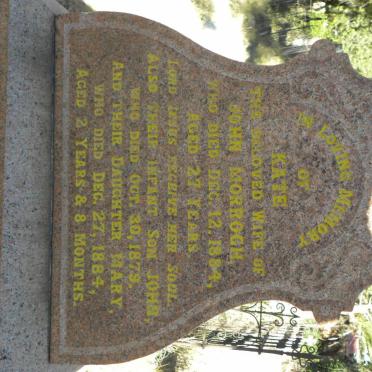 In Loving Memory
OF
KATE
THE BELOVED WIFE OF
JOHN MORROGH,
WHO DIED DEC. 12, 1884,
AGED 27 YEARS
LORD JESUS RECEIVE HER SOUL.
ALSO THEIR INFANT SON JOHN,
WHO DIED OCT. 30, 1879.
AND THEIR DAUGHTER MARY,
WHO DIED DEC. 27, 1884,
AGED 2 YEARS & 8 MONTHS